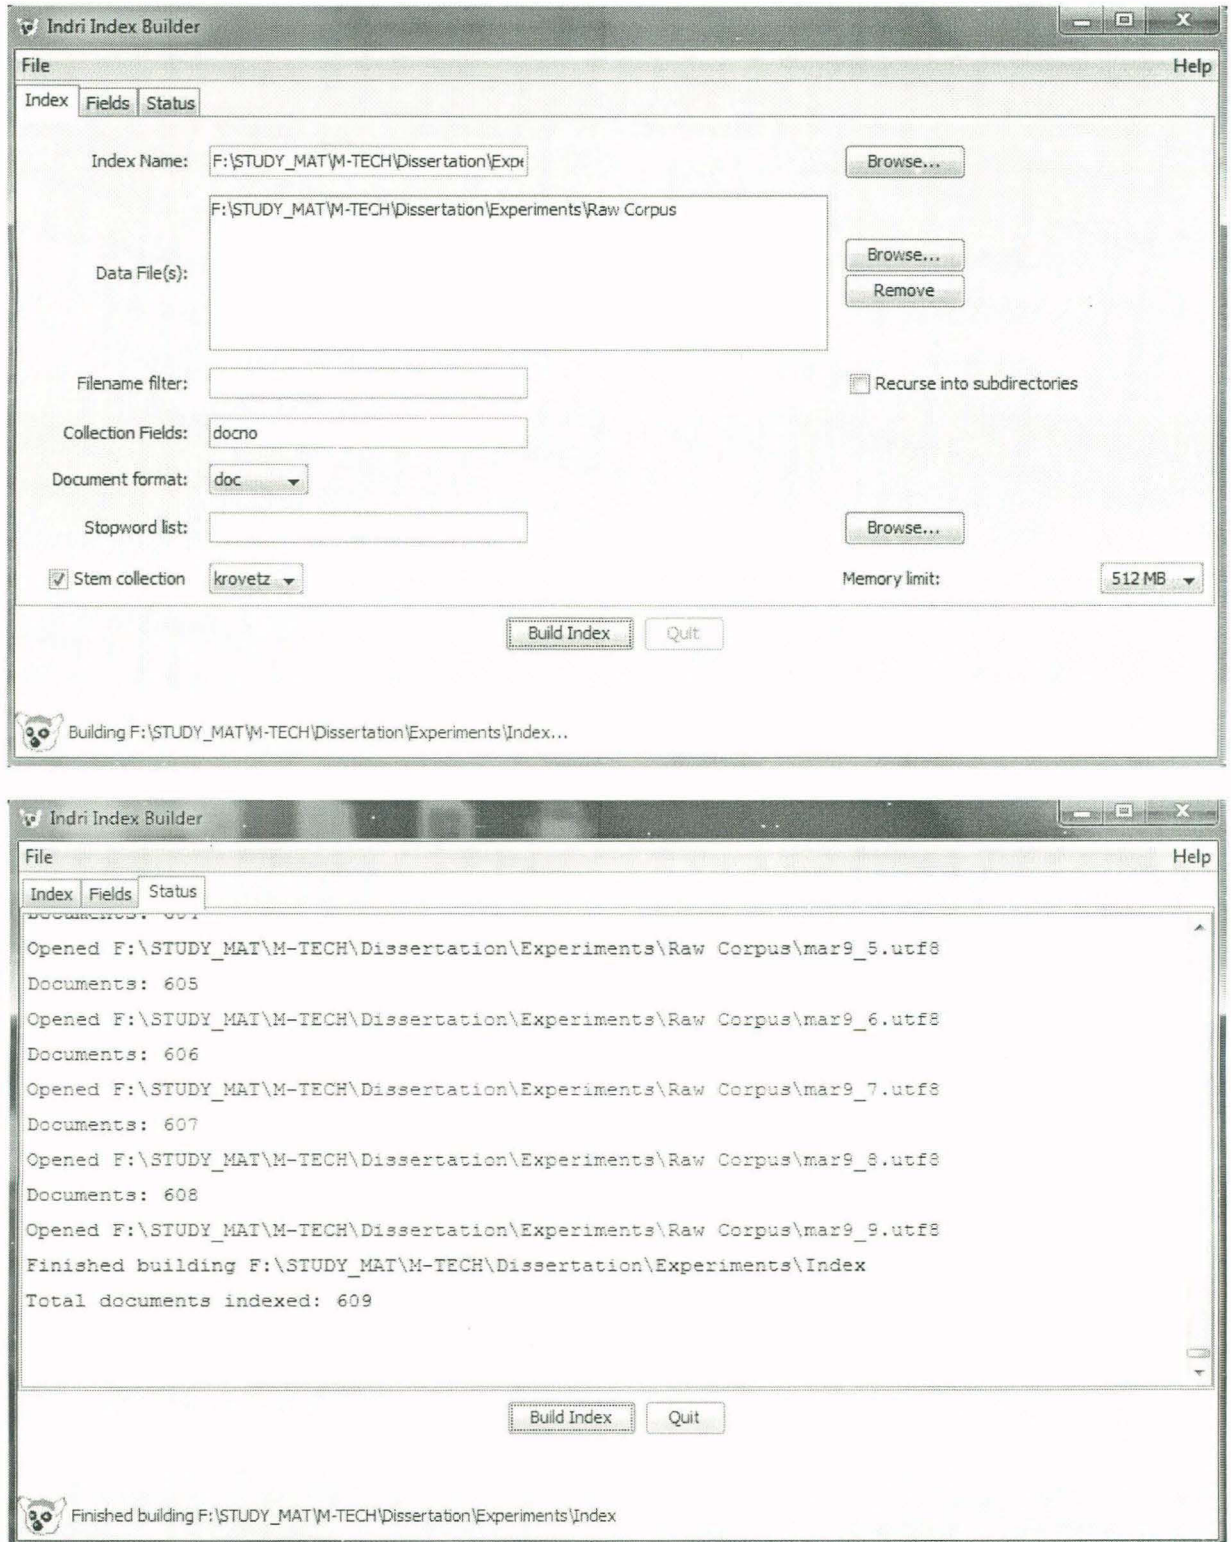 Indri Index Builder
File Help
Index Fields Status
Index Name: F:\STUDY_MAT\M-TECH\Dissertation\Expe Browse...
F:\STUDY_MAT\M-TECH\Dissertation\Experiments\Raw Corpus
Data File(s): Browse...
Remove
Filename filter: Recurse into subdirectories
Collection Fields: docno
Document format: doc
Stopword list: Browse...
Stem collection krovetz Memory limit: 512 MB
Build Index Quit
Building F:\STUDY_MAT\M-TECH\Dissertation\Experiments\Index...
Indri Index Builder
File Help
Index Fields Status
Opened F:\STUDY_MAT\M-TECH\Dissertation\Experiments\Raw Corpus\mar9_5.utf8
Documents: 605
Opened F:\STUDY_MAT\M-TECH\Dissertation\Experiments\Raw Corpus\mar9_6.utf8
Documents: 606
Opened F:\STUDY_MAT\M-TECH\Dissertation\Experiments\Raw Corpus\mar9_7.utf8
Documents: 607
Opened F:\STUDY_MAT\M-TECH\Dissertation\Experiments\Raw Corpus\mar9_8.utf8
Documents: 608
Opened F:\STUDY_MAT\M-TECH\Dissertation\Experiments\Raw Corpus\mar9_9.utf8
Finished building F:\STUDY_MAT\M-TECH\Dissertation\Experiments\Index
Total documents indexed: 609
Build Index Quit
Finished building F:\STUDY_MAT\M-TECH\Dissertation\Experiments\Index